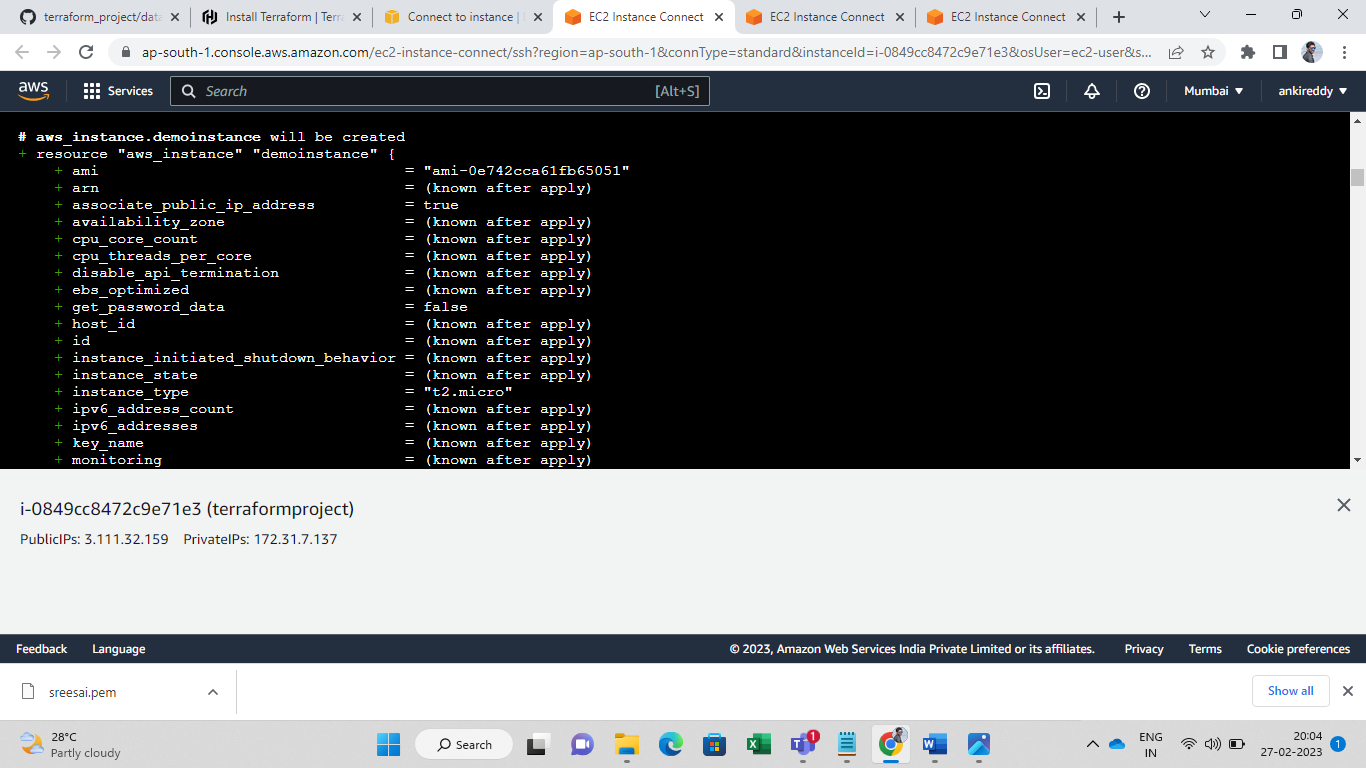 terraform_project/data
Install Terraform | Terra
Connect to instance |
EC2 Instance Connect
EC2 Instance Connect
EC2 Instance Connect
ap-south-1.console.aws.amazon.com/ec2-instance-connect/ssh?region=ap-south-1&connType=standard&instanceId=i-0849cc8472c9e71e3&osUser=ec2-user&s...
aws Services Search [Alt+S] Mumbai ankireddy
# aws_instance.demoinstance will be created
+ resource "aws_instance" "demoinstance" {
+ ami = "ami-0e742cca61fb65051"
+ arn = (known after apply)
+ associate_public_ip_address = true
+ availability_zone = (known after apply)
+ cpu_core_count = (known after apply)
+ cpu_threads_per_core = (known after apply)
+ disable_api_termination = (known after apply)
+ ebs_optimized = (known after apply)
+ get_password_data = false
+ host_id = (known after apply)
+ id = (known after apply)
+ instance_initiated_shutdown_behavior = (known after apply)
+ instance_state = (known after apply)
+ instance_type = "t2.micro"
+ ipv6_address_count = (known after apply)
+ ipv6_addresses = (known after apply)
+ key_name = (known after apply)
+ monitoring = (known after apply)
i-0849cc8472c9e71e3 (terraformproject)
PublicIPs: 3.111.32.159 PrivateIPs: 172.31.7.137
Feedback Language © 2023, Amazon Web Services India Private Limited or its affiliates. Privacy Terms Cookie preferences
sreesai.pem
Show all
28°C
Partly cloudy
Search
1
ENG
IN
20:04
27-02-2023
1